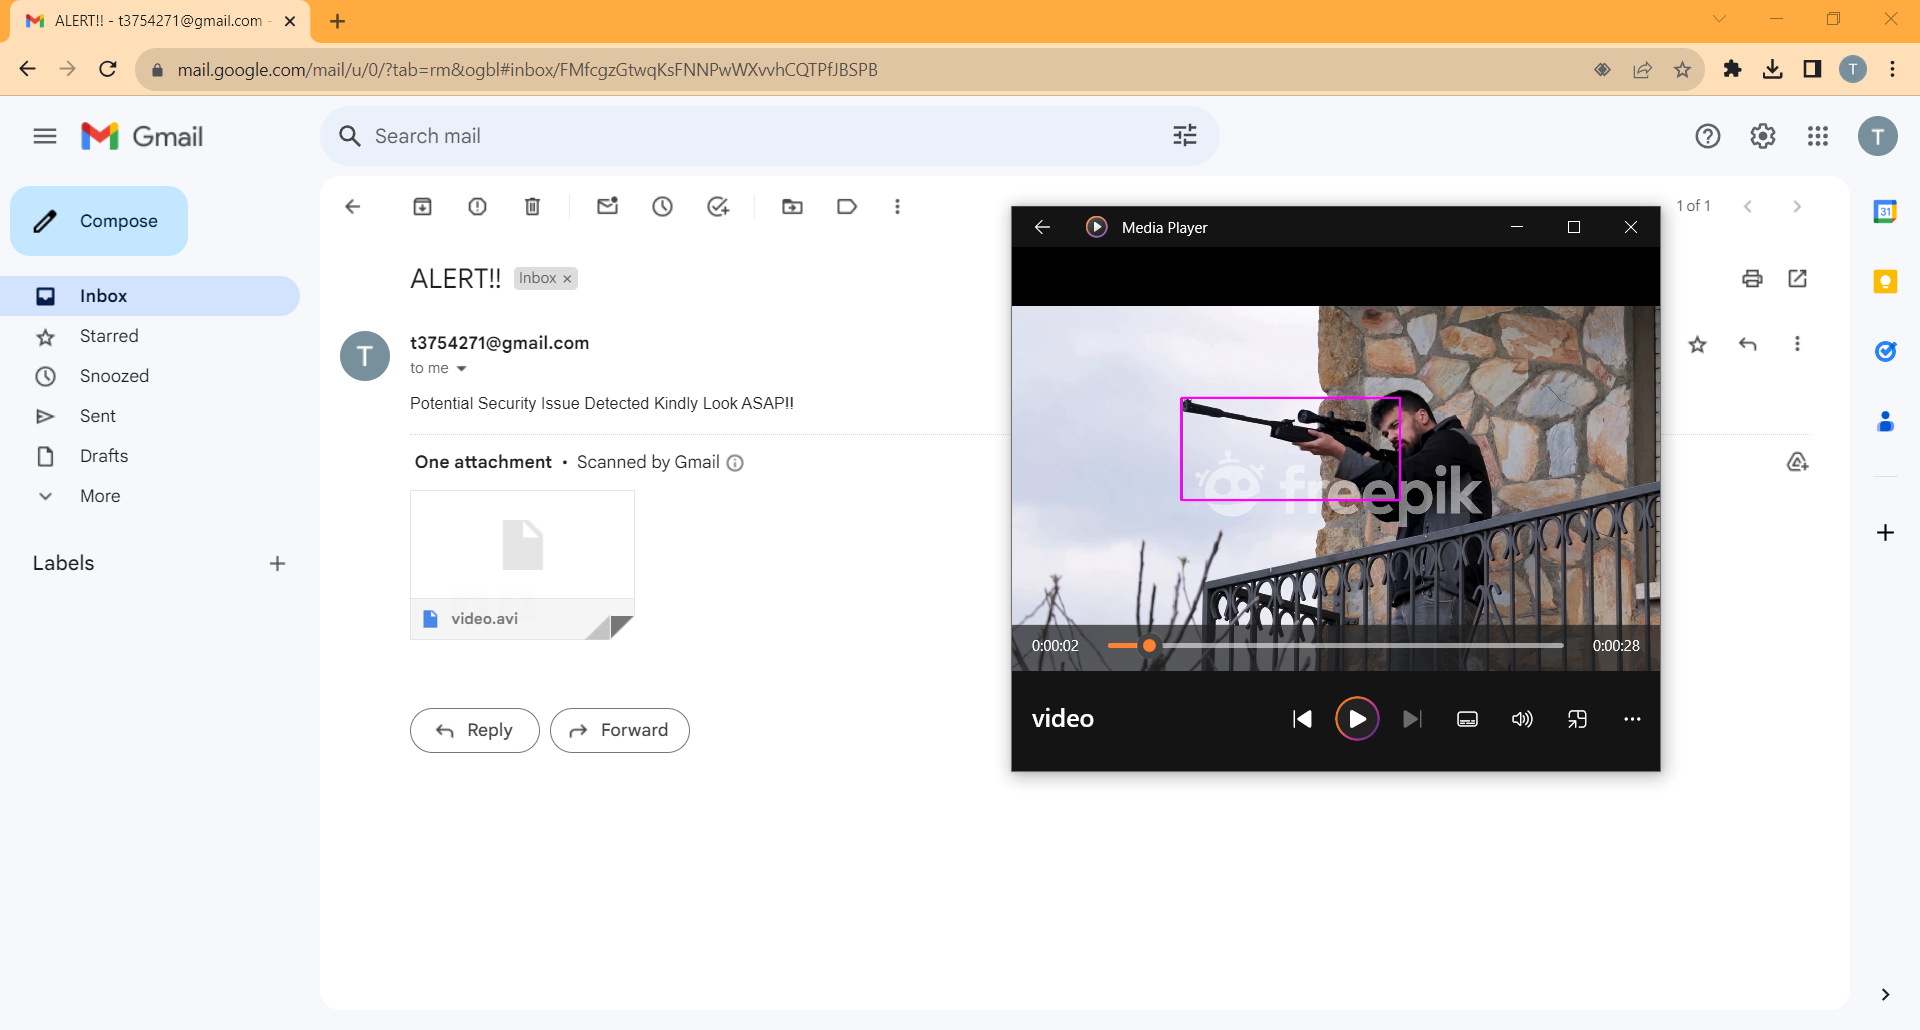 ALERT!! - t3754271@gmail.com -
mail.google.com/mail/u/0/?tab=rm&ogbl#inbox/FMfcgzGtwqKsFNNPwWXvvhCQTPfJBSPB
T
Gmail
Search mail
T
Compose
1 of 1
31
Media Player
ALERT!!
Inbox ×
Inbox
Starred
Snoozed
Sent
Drafts
More
Labels
T
t3754271@gmail.com
to me
Potential Security Issue Detected Kindly Look ASAP!!
One attachment • Scanned by Gmail
video.avi
Reply
Forward
freepik
0:00:02
0:00:28
video